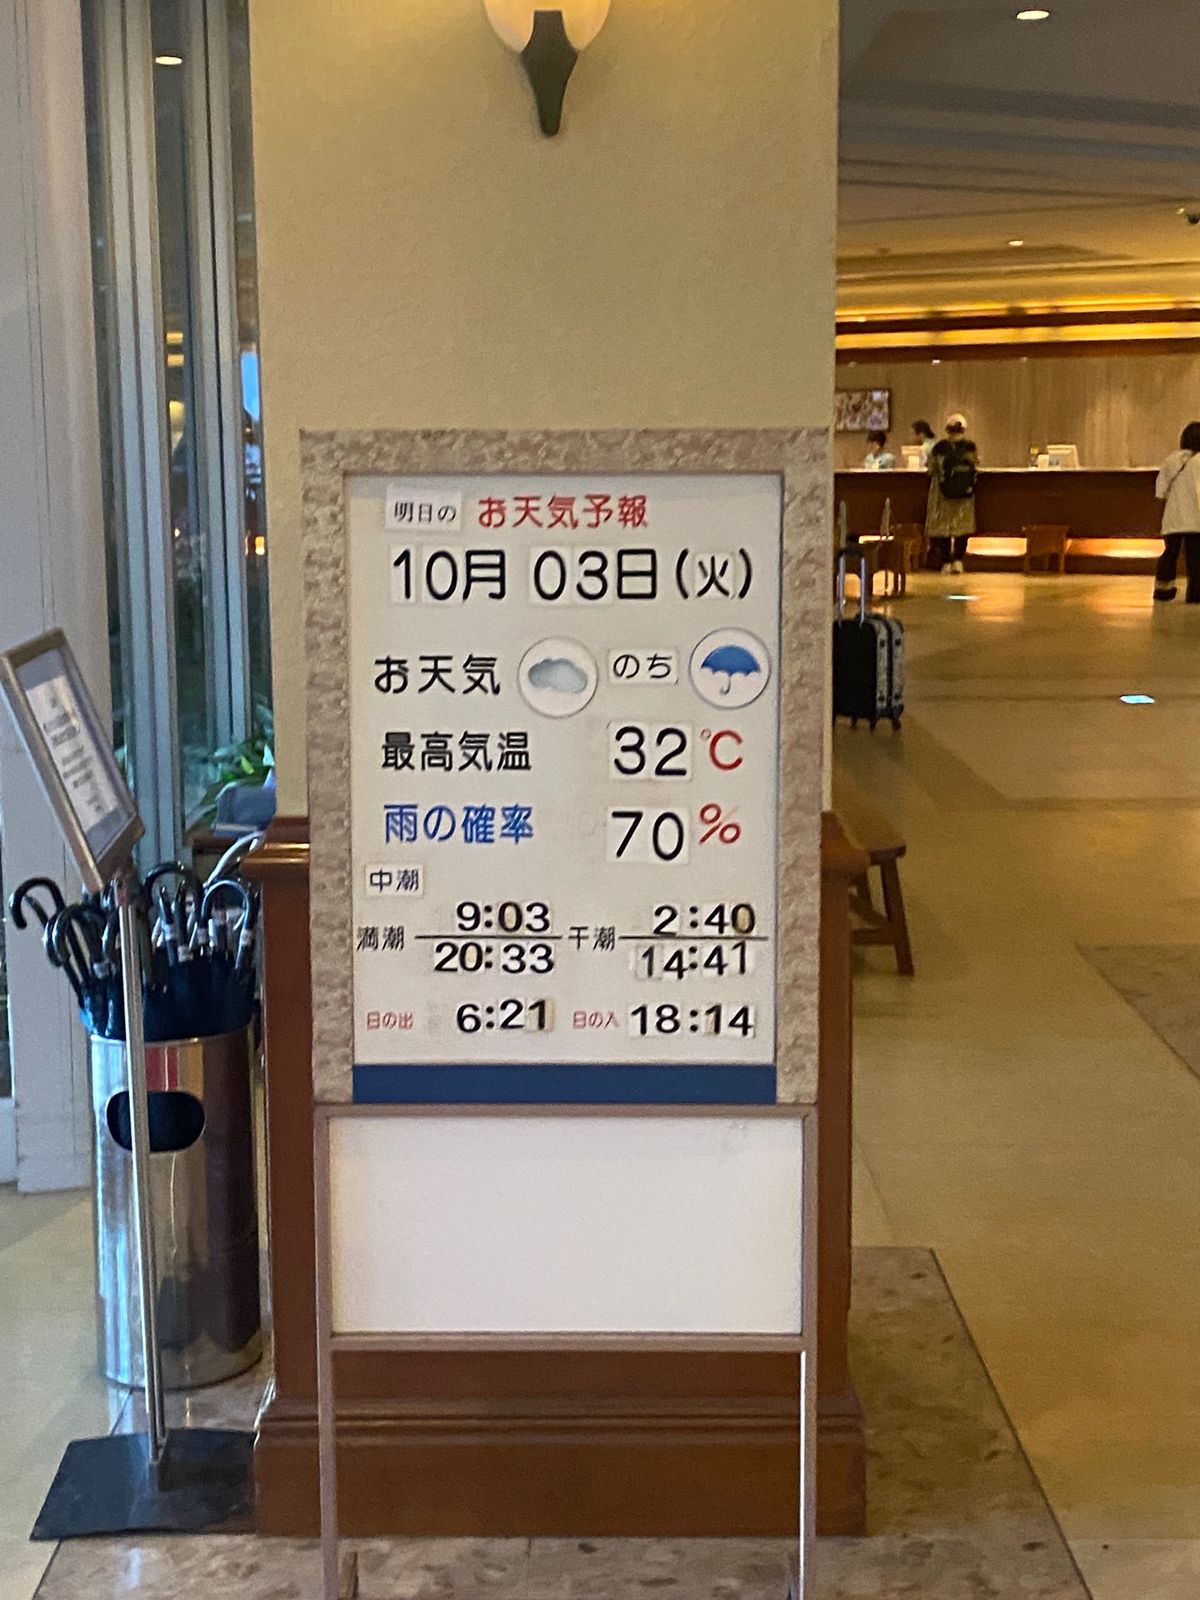 明日の お天気予報
10月 03日(火)
お天気 のち
最高気温 32℃
雨の確率 70%
中潮
満潮 9:03 干潮 2:40
20:33 14:41
日の出 6:21 日の入 18:14